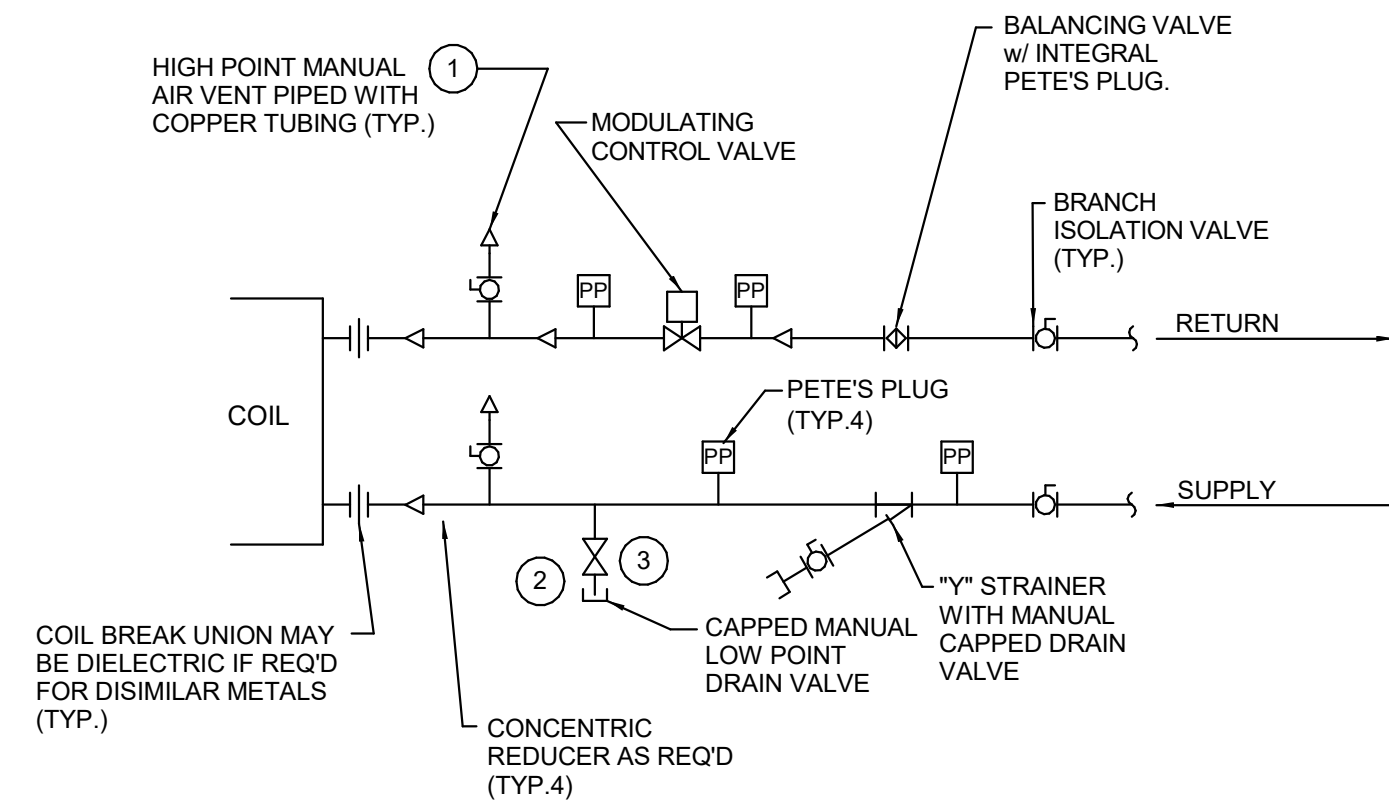 HIGH POINT MANUAL
AIR VENT PIPED WITH
COPPER TUBING (TYP.)
1
MODULATING
CONTROL VALVE
BALANCING VALVE
w/ INTEGRAL
PETE'S PLUG.
BRANCH
ISOLATION VALVE
(TYP.)
PP
PP
RETURN
COIL
PETE'S PLUG
(TYP.4)
PP
PP
SUPPLY
2
3
COIL BREAK UNION MAY
BE DIELECTRIC IF REQ'D
FOR DISIMILAR METALS
(TYP.)
CONCENTRIC
REDUCER AS REQ'D
(TYP.4)
CAPPED MANUAL
LOW POINT
DRAIN VALVE
"Y" STRAINER
WITH MANUAL
CAPPED DRAIN
VALVE